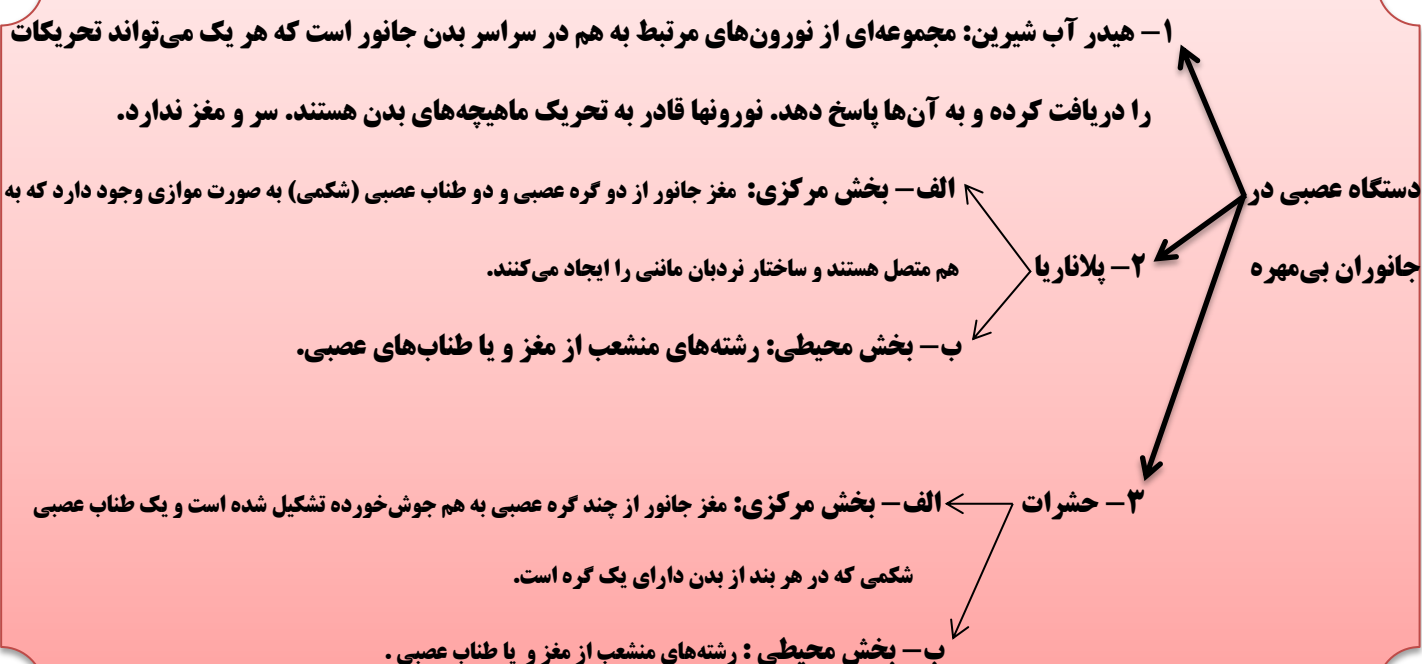 ۱– هیدر آب شیرین: مجموعه‌ای از نورون‌های مرتبط به هم در سراسر بدن جانور است که هر یک می‌تواند تحریکات
را دریافت کرده و به آن‌ها پاسخ دهد. نورونها قادر به تحریک ماهیچه‌های بدن هستند. سر و مغز ندارد.
دستگاه عصبی در
جانوران بی‌مهره
۲– پلاناریا
الف– بخش مرکزی: مغز جانور از دو گره عصبی و دو طناب عصبی (شکمی) به صورت موازی وجود دارد که به
هم متصل هستند و ساختار نردبان مانندی را ایجاد می‌کنند.
ب– بخش محیطی: رشته‌های منشعب از مغز و یا طناب‌های عصبی.
۳– حشرات
الف– بخش مرکزی: مغز جانور از چند گره عصبی به هم جوش‌خورده تشکیل شده است و یک طناب عصبی
شکمی که در هر بند از بدن دارای یک گره است.
ب– بخش محیطی : رشته‌های منشعب از مغز و یا طناب عصبی .